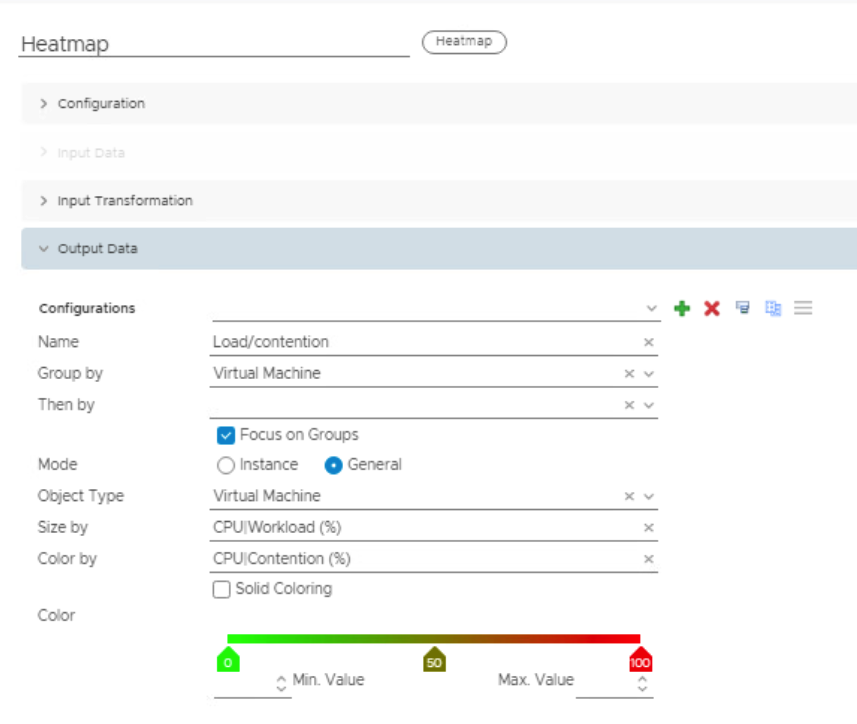 Heatmap Heatmap
Configuration
Input Data
Input Transformation
Output Data
Configurations
Name Load/contention
Group by Virtual Machine
Then by
Focus on Groups
Mode Instance General
Object Type Virtual Machine
Size by CPU|Workload (%)
Color by CPU|Contention (%)
Solid Coloring
Color
0 50 100
Min. Value Max. Value